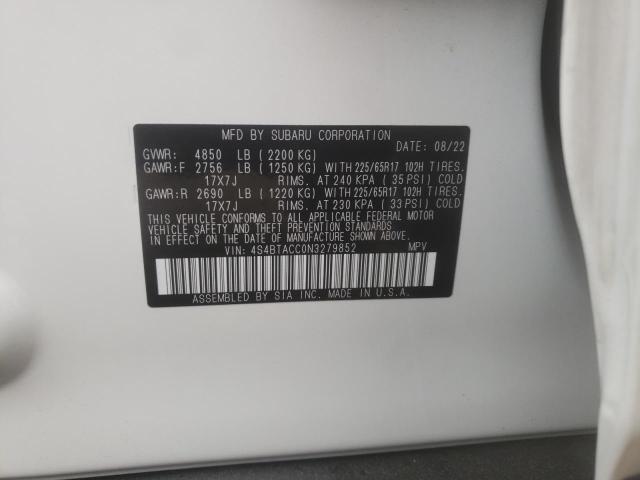 MFD BY SUBARU CORPORATION
DATE: 08/22
GVWR: 4850 LB (2200 KG)
GAWR:F 2756 LB (1250 KG) WITH 225/65R17 102H TIRES.
17X7J RIMS. AT 240 KPA (35 PSI) COLD
GAWR:R 2690 LB (1220 KG) WITH 225/65R17 102H TIRES.
17X7J RIMS. AT 230 KPA (33 PSI) COLD
THIS VEHICLE CONFORMS TO ALL APPLICABLE FEDERAL MOTOR
VEHICLE SAFETY, BUMPER, AND THEFT PREVENTION STANDARDS
IN EFFECT ON THE DATE OF MANUFACTURE SHOWN ABOVE.
VIN: 4S4BTACC0N3279852 MPV
ASSEMBLED BY SIA INC. MADE IN U.S.A.